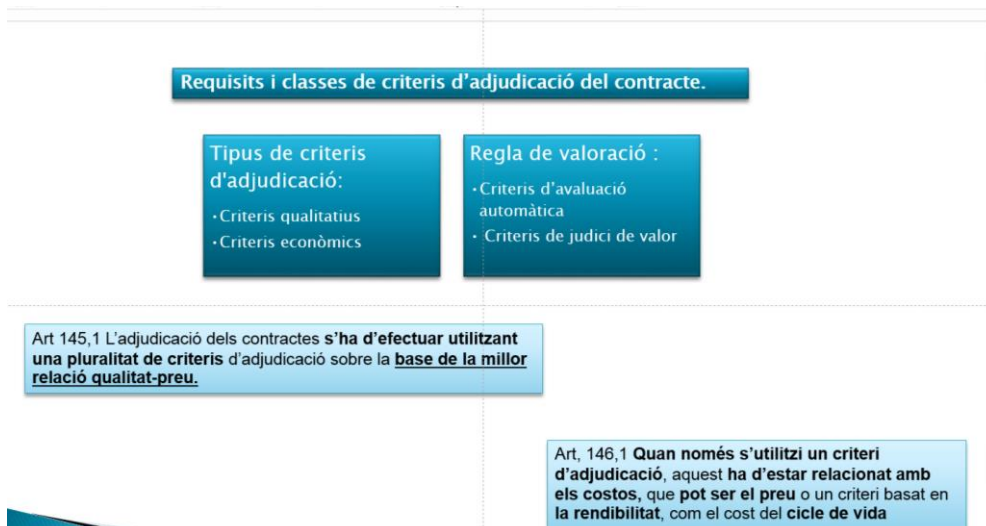 Requisits i classes de criteris d'adjudicació del contracte.
Tipus de criteris
d'adjudicació:
·Criteris qualitatius
·Criteris econòmics
Regla de valoració :
·Criteris d'avaluació
automàtica
· Criteris de judici de valor
Art 145,1 L'adjudicació dels contractes s'ha d'efectuar utilitzant
una pluralitat de criteris d'adjudicació sobre la base de la millor
relació qualitat-preu.
Art, 146,1 Quan només s'utilitzi un criteri
d'adjudicació, aquest ha d'estar relacionat amb
els costos, que pot ser el preu o un criteri basat en
la rendibilitat, com el cost del cicle de vida